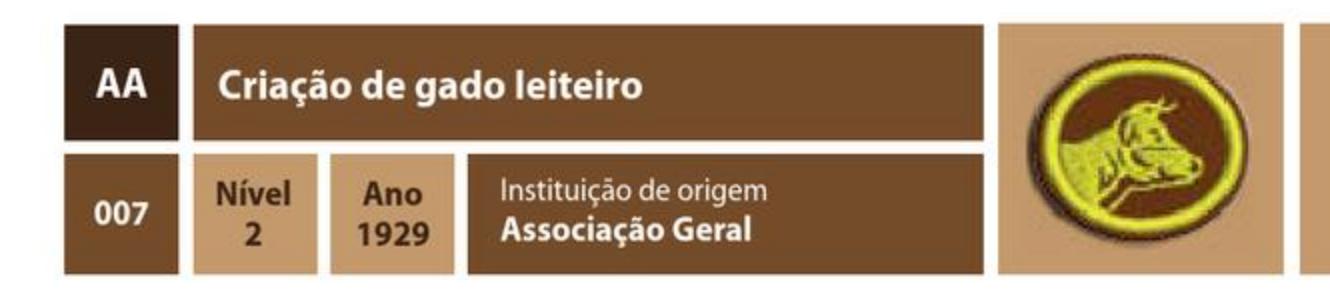 AA
Criação de gado leiteiro
007
Nível
2
Ano
1929
Instituição de origem
Associação Geral